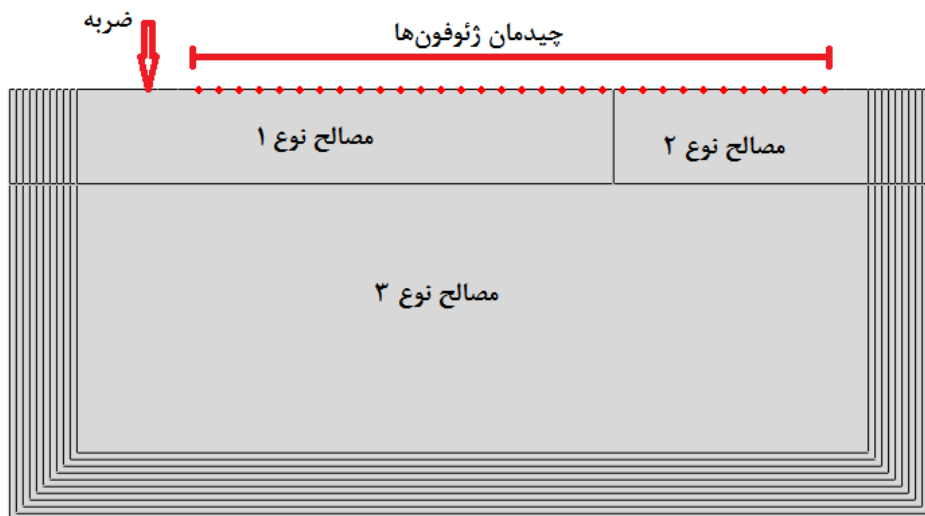 ضربه
چیدمان ژئوفون‌ها
مصالح نوع ۱
مصالح نوع ۲
مصالح نوع ۳